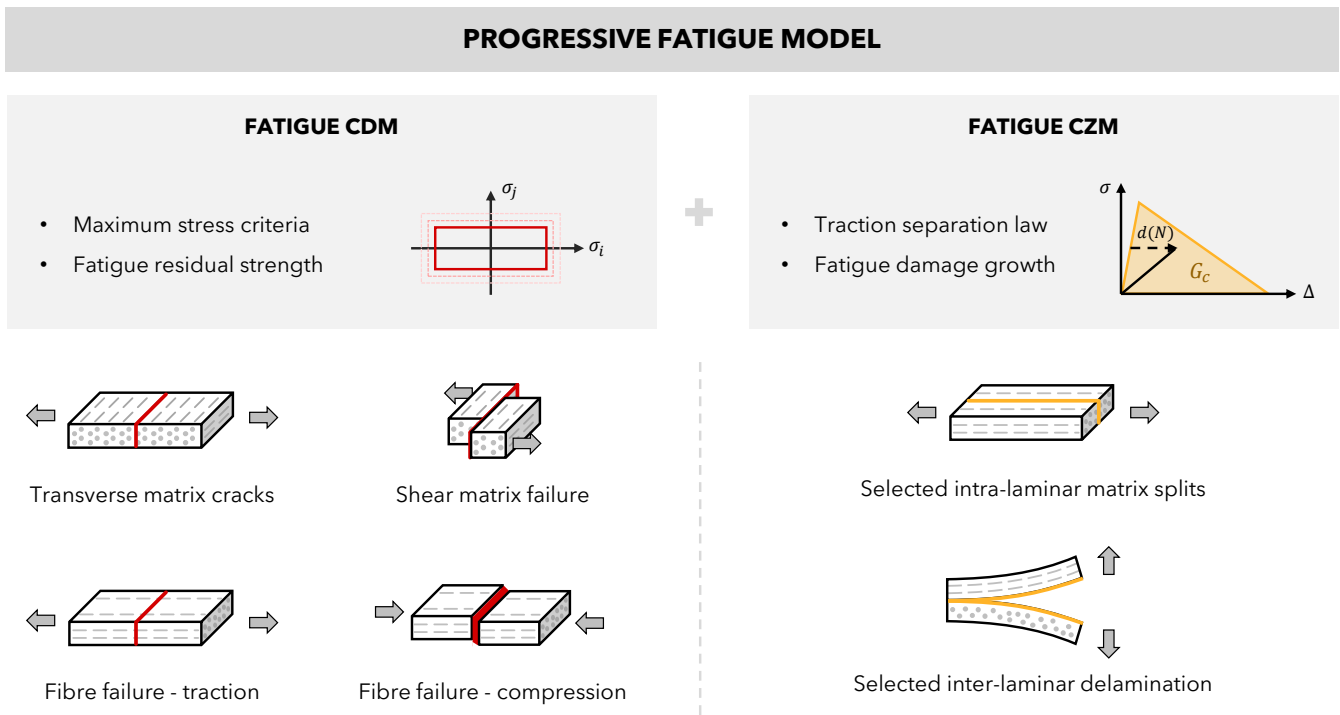 PROGRESSIVE FATIGUE MODEL
FATIGUE CDM
• Maximum stress criteria
• Fatigue residual strength
σj
σi
+
FATIGUE CZM
• Traction separation law
• Fatigue damage growth
σ
d(N)
Gc
Δ
Transverse matrix cracks
Shear matrix failure
Fibre failure - traction
Fibre failure - compression
Selected intra-laminar matrix splits
Selected inter-laminar delamination